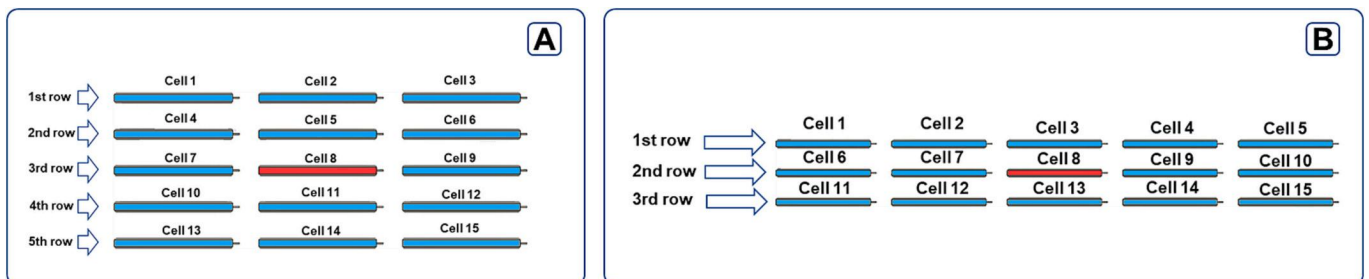 A
Cell 1 Cell 2 Cell 3
1st row
Cell 4 Cell 5 Cell 6
2nd row
Cell 7 Cell 8 Cell 9
3rd row
Cell 10 Cell 11 Cell 12
4th row
Cell 13 Cell 14 Cell 15
5th row
B
Cell 1 Cell 2 Cell 3 Cell 4 Cell 5
1st row
Cell 6 Cell 7 Cell 8 Cell 9 Cell 10
2nd row
Cell 11 Cell 12 Cell 13 Cell 14 Cell 15
3rd row